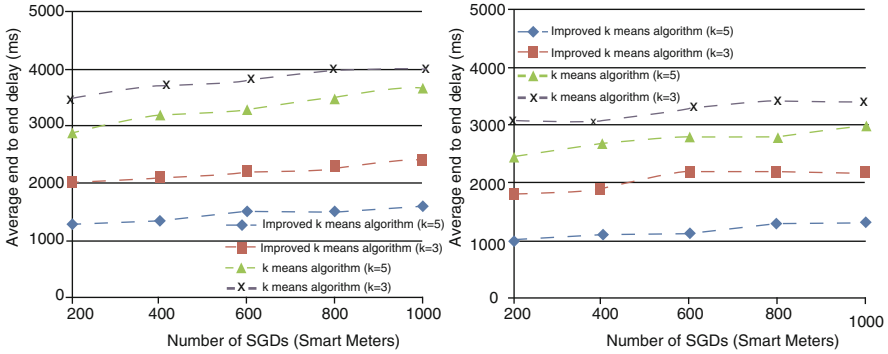 Average end to end delay (ms)
5000
4000
3000
2000
1000
0
200
400
600
800
1000
Number of SGDs (Smart Meters)
Improved k means algorithm (k=5)
Improved k means algorithm (k=3)
k means algorithm (k=5)
k means algorithm (k=3)
Average end to end delay (ms)
5000
4000
3000
2000
1000
0
200
400
600
800
1000
Number of SGDs (Smart Meters)
Improved k means algorithm (k=5)
Improved k means algorithm (k=3)
k means algorithm (k=5)
k means algorithm (k=3)